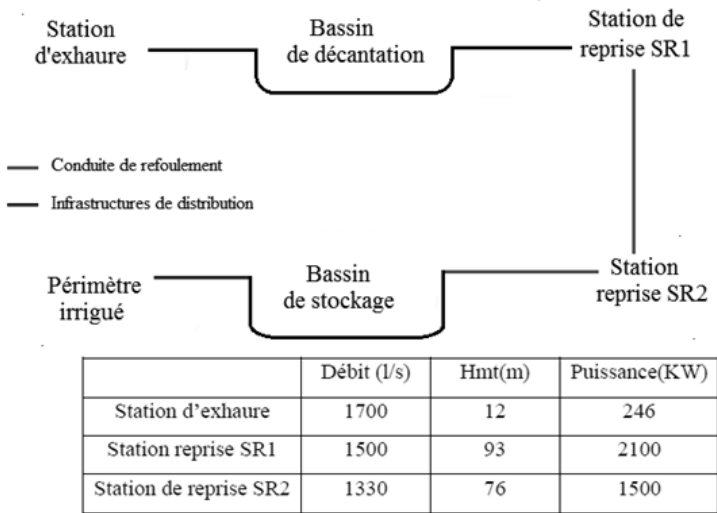 Station
d'exhaure
Bassin
de décantation
Station de
reprise SR1
Conduite de refoulement
Infrastructures de distribution
Périmètre
irrigué
Bassin
de stockage
Station
reprise SR2
Débit (l/s) Hmt(m) Puissance(KW)
Station d'exhaure 1700 12 246
Station reprise SR1 1500 93 2100
Station de reprise SR2 1330 76 1500